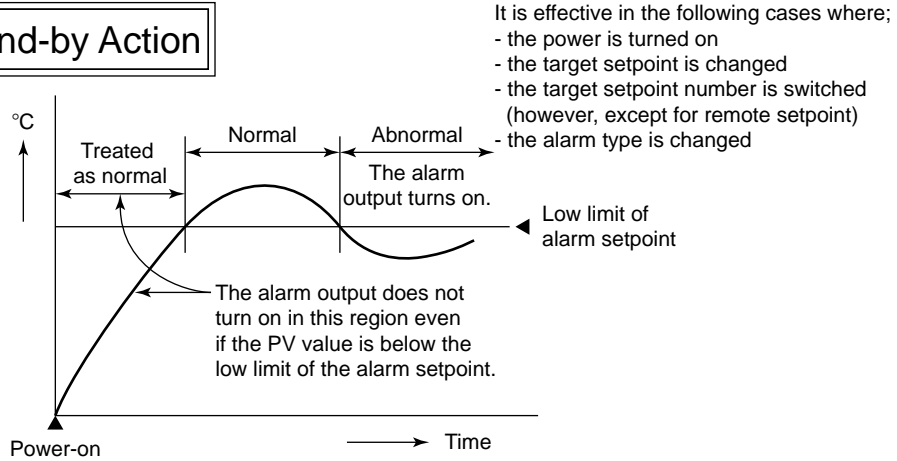 nd-by Action
It is effective in the following cases where;
- the power is turned on
- the target setpoint is changed
- the target setpoint number is switched
(however, except for remote setpoint)
- the alarm type is changed
°C
Treated
as normal
Normal
Abnormal
The alarm
output turns on.
Low limit of
alarm setpoint
The alarm output does not
turn on in this region even
if the PV value is below the
low limit of the alarm setpoint.
Power-on
Time